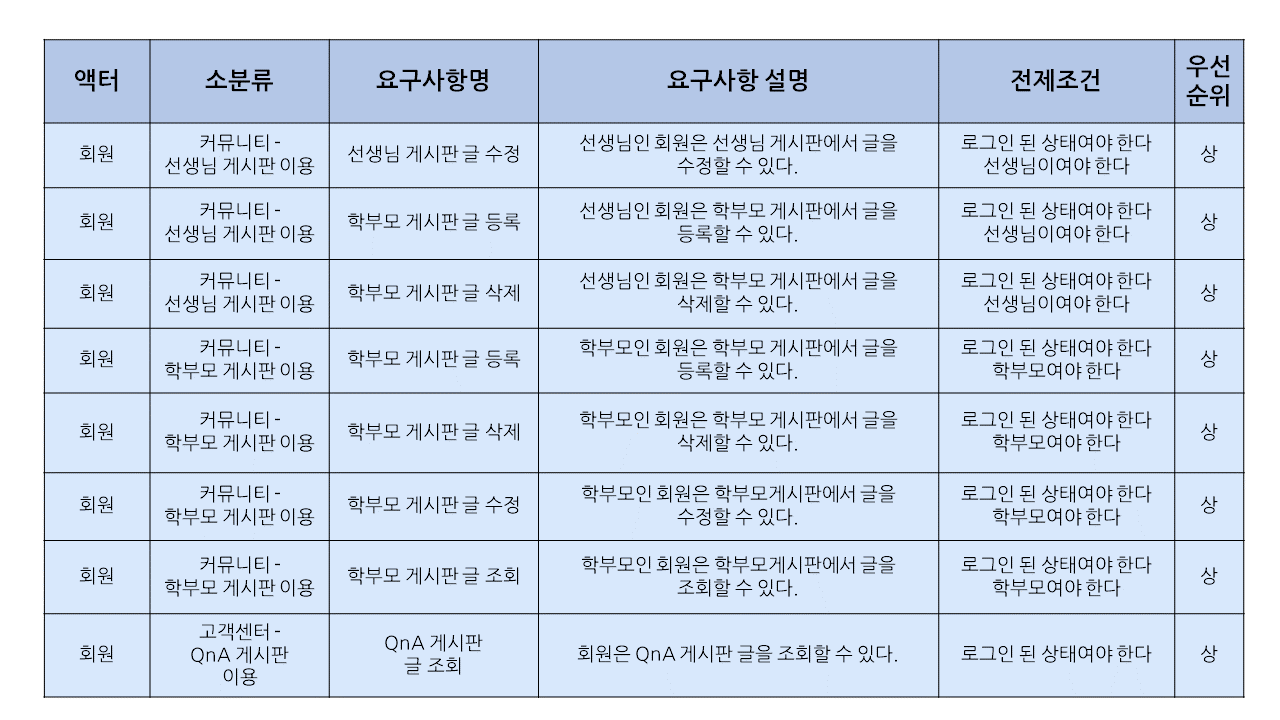 액터 소분류 요구사항명 요구사항 설명 전제조건 우선
순위
회원 커뮤니티 -
선생님 게시판 이용 선생님 게시판 글 수정 선생님인 회원은 선생님 게시판에서 글을
수정할 수 있다. 로그인 된 상태여야 한다
선생님이여야 한다 상
회원 커뮤니티 -
선생님 게시판 이용 학부모 게시판 글 등록 선생님인 회원은 학부모 게시판에서 글을
등록할 수 있다. 로그인 된 상태여야 한다
선생님이여야 한다 상
회원 커뮤니티 -
선생님 게시판 이용 학부모 게시판 글 삭제 선생님인 회원은 학부모 게시판에서 글을
삭제할 수 있다. 로그인 된 상태여야 한다
선생님이여야 한다 상
회원 커뮤니티 -
학부모 게시판 이용 학부모 게시판 글 등록 학부모인 회원은 학부모 게시판에서 글을
등록할 수 있다. 로그인 된 상태여야 한다
학부모여야 한다 상
회원 커뮤니티 -
학부모 게시판 이용 학부모 게시판 글 삭제 학부모인 회원은 학부모 게시판에서 글을
삭제할 수 있다. 로그인 된 상태여야 한다
학부모여야 한다 상
회원 커뮤니티 -
학부모 게시판 이용 학부모 게시판 글 수정 학부모인 회원은 학부모게시판에서 글을
수정할 수 있다. 로그인 된 상태여야 한다
학부모여야 한다 상
회원 커뮤니티 -
학부모 게시판 이용 학부모 게시판 글 조회 학부모인 회원은 학부모게시판에서 글을
조회할 수 있다. 로그인 된 상태여야 한다
학부모여야 한다 상
회원 고객센터 -
QnA 게시판
이용 QnA 게시판
글 조회 회원은 QnA 게시판 글을 조회할 수 있다. 로그인 된 상태여야 한다 상